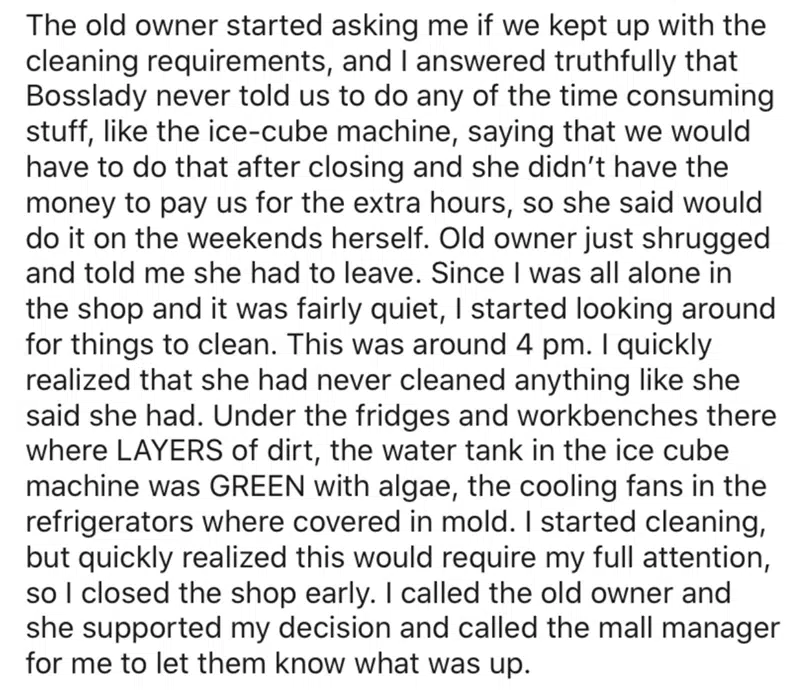 The old owner started asking me if we kept up with the
cleaning requirements, and I answered truthfully that
Bosslady never told us to do any of the time consuming
stuff, like the ice-cube machine, saying that we would
have to do that after closing and she didn’t have the
money to pay us for the extra hours, so she said would
do it on the weekends herself. Old owner just shrugged
and told me she had to leave. Since I was all alone in
the shop and it was fairly quiet, I started looking around
for things to clean. This was around 4 pm. I quickly
realized that she had never cleaned anything like she
said she had. Under the fridges and workbenches there
where LAYERS of dirt, the water tank in the ice cube
machine was GREEN with algae, the cooling fans in the
refrigerators where covered in mold. I started cleaning,
but quickly realized this would require my full attention,
so I closed the shop early. I called the old owner and
she supported my decision and called the mall manager
for me to let them know what was up.